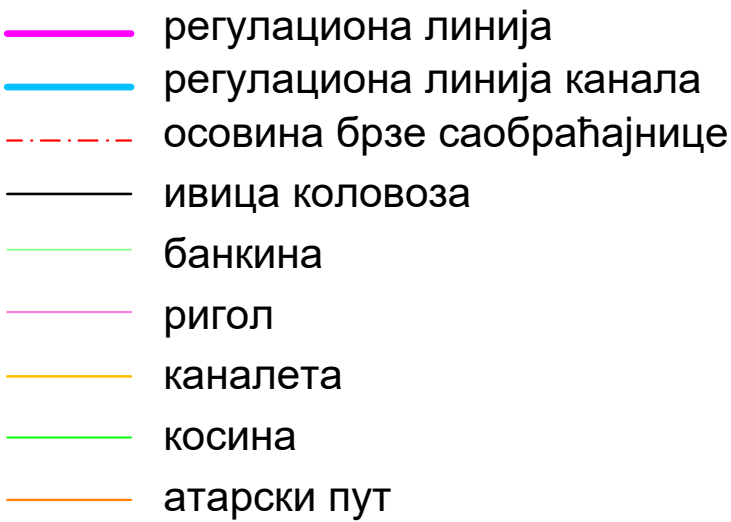 регулациона линија
регулациона линија канала
осовина брзе саобраћајнице
ивица коловоза
банкина
ригол
каналета
косина
атарски пут